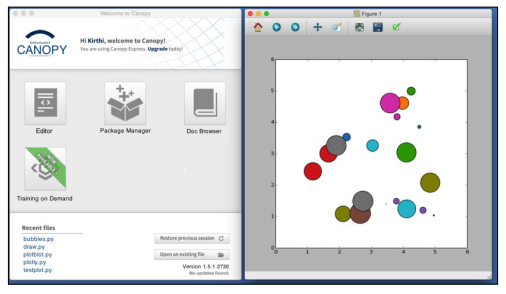 Welcome to Canopy
ENTHOUGHT
CANOPY
Hi Kirthi, welcome to Canopy!
You are using Canopy Express. Upgrade today!
Editor
Package Manager
Doc Browser
NOW AVAILABLE
Training on Demand
Recent files
bubbles.py
draw.py
plotblot.py
plotly.py
testplot.py
Restore previous session
Open an existing file
Version 1.5.1.2730
No updates found.
Figure 1
6
5
4
3
2
1
0
0
1
2
3
4
5
6